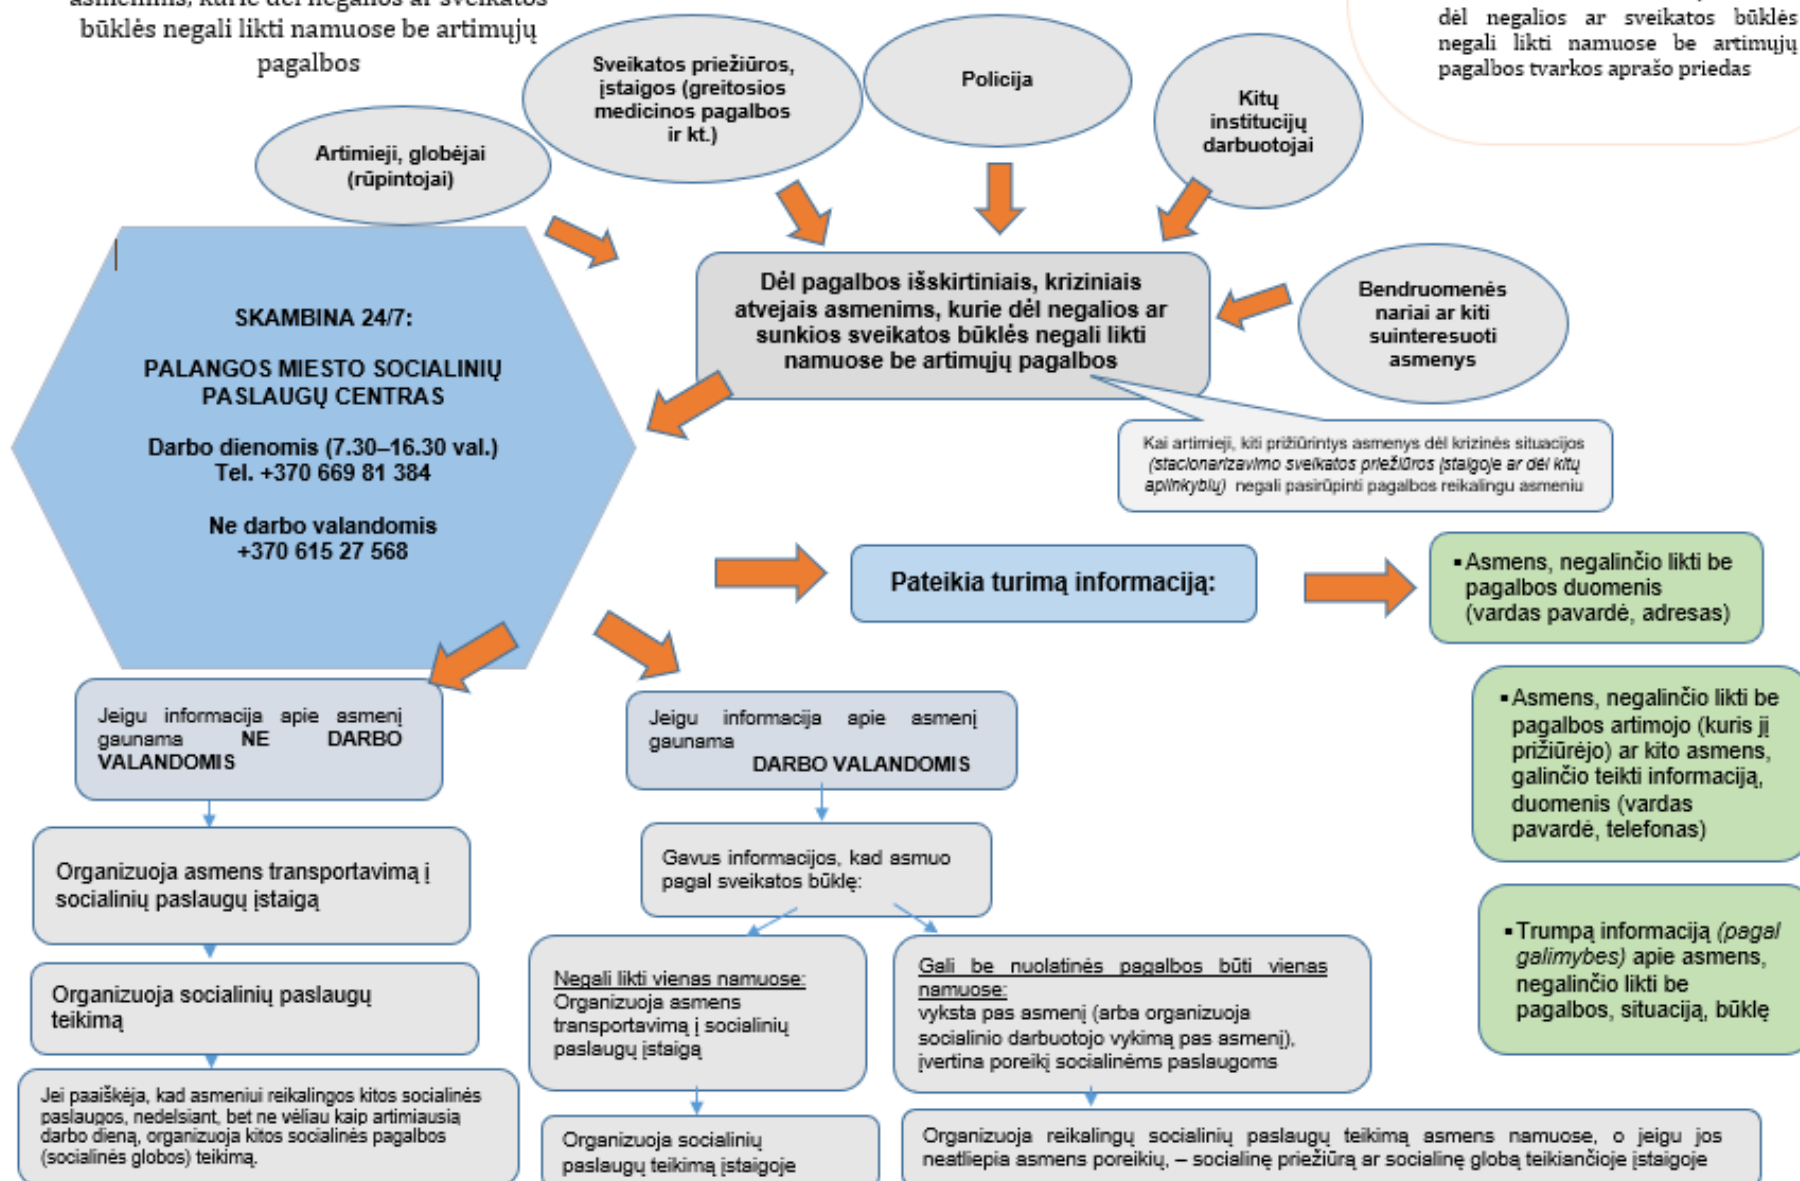 asmenims, kurie dėl negalios ar sveikatos
būklės negali likti namuose be artimųjų
pagalbos
dėl negalios ar sveikatos būklės
negali likti namuose be artimųjų
pagalbos tvarkos aprašo priedas
Artimieji, globėjai
(rūpintojai)
Sveikatos priežiūros,
įstaigos (greitosios
medicinos pagalbos
ir kt.)
Policija
Kitų
institucijų
darbuotojai
Bendruomenės
nariai ar kiti
suinteresuoti
asmenys
Dėl pagalbos išskirtiniais, kriziniais
atvejais asmenims, kurie dėl negalios ar
sunkios sveikatos būklės negali likti
namuose be artimųjų pagalbos
Kai artimieji, kiti prižiūrintys asmenys dėl krizinės situacijos
(stacionarizavimo sveikatos priežiūros įstaigoje ar dėl kitų
aplinkybių) negali pasirūpinti pagalbos reikalingu asmeniu
SKAMBINA 24/7:
PALANGOS MIESTO SOCIALINIŲ
PASLAUGŲ CENTRAS
Darbo dienomis (7.30–16.30 val.)
Tel. +370 669 81 384
Ne darbo valandomis
+370 615 27 568
Pateikia turimą informaciją:
▪ Asmens, negalinčio likti be
pagalbos duomenis
(vardas pavardė, adresas)
▪ Asmens, negalinčio likti be
pagalbos artimojo (kuris jį
prižiūrėjo) ar kito asmens,
galinčio teikti informaciją,
duomenis (vardas
pavardė, telefonas)
▪ Trumpą informaciją (pagal
galimybes) apie asmens,
negalinčio likti be
pagalbos, situaciją, būklę
Jeigu informacija apie asmenį
gaunama NE DARBO
VALANDOMIS
Organizuoja asmens transportavimą į
socialinių paslaugų įstaigą
Organizuoja socialinių paslaugų
teikimą
Jei paaiškėja, kad asmeniui reikalingos kitos socialinės
paslaugos, nedelsiant, bet ne vėliau kaip artimiausią
darbo dieną, organizuoja kitos socialinės pagalbos
(socialinės globos) teikimą.
Jeigu informacija apie asmenį
gaunama
DARBO VALANDOMIS
Gavus informacijos, kad asmuo
pagal sveikatos būklę:
Negali likti vienas namuose:
Organizuoja asmens
transportavimą į socialinių
paslaugų įstaigą
Organizuoja socialinių
paslaugų teikimą įstaigoje
Gali be nuolatinės pagalbos būti vienas
namuose:
vyksta pas asmenį (arba organizuoja
socialinio darbuotojo vykimą pas asmenį),
įvertina poreikį socialinėms paslaugoms
Organizuoja reikalingų socialinių paslaugų teikimą asmens namuose, o jeigu jos
neatliepia asmens poreikių, – socialinę priežiūrą ar socialinę globą teikiančioje įstaigoje